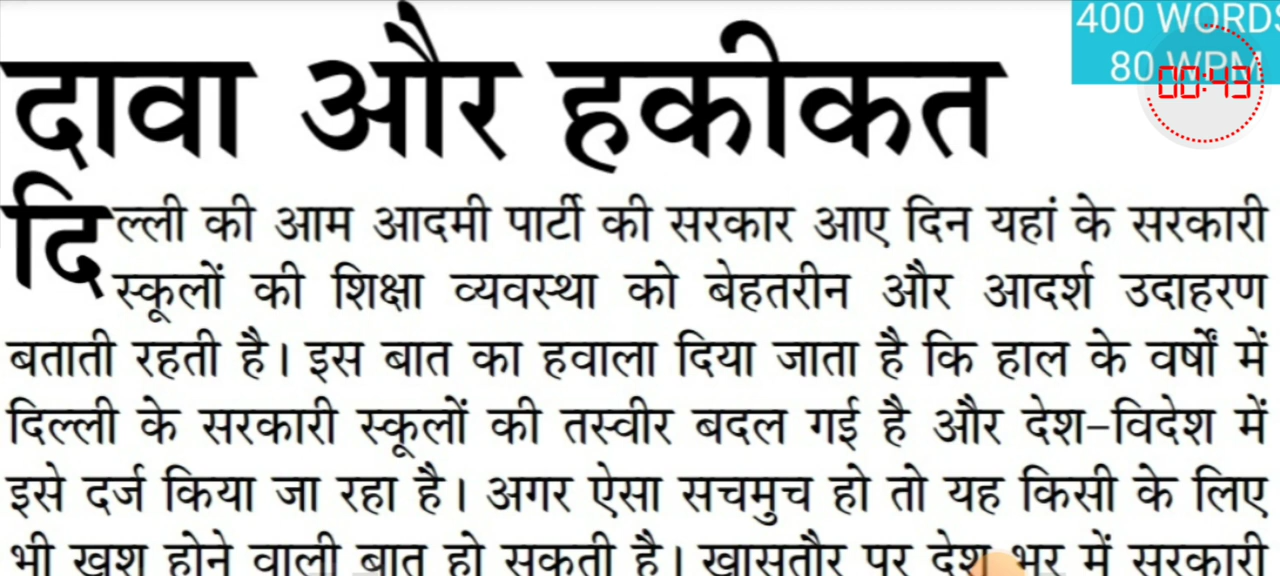 400 WORDS
80 WPM
00:43
दावा और हकीकत
दिल्ली की आम आदमी पार्टी की सरकार आए दिन यहां के सरकारी
स्कूलों की शिक्षा व्यवस्था को बेहतरीन और आदर्श उदाहरण
बताती रहती है। इस बात का हवाला दिया जाता है कि हाल के वर्षों में
दिल्ली के सरकारी स्कूलों की तस्वीर बदल गई है और देश-विदेश में
इसे दर्ज किया जा रहा है। अगर ऐसा सचमुच हो तो यह किसी के लिए
भी खुश होने वाली बात हो सकती है। खासतौर पर देश भर में सरकारी